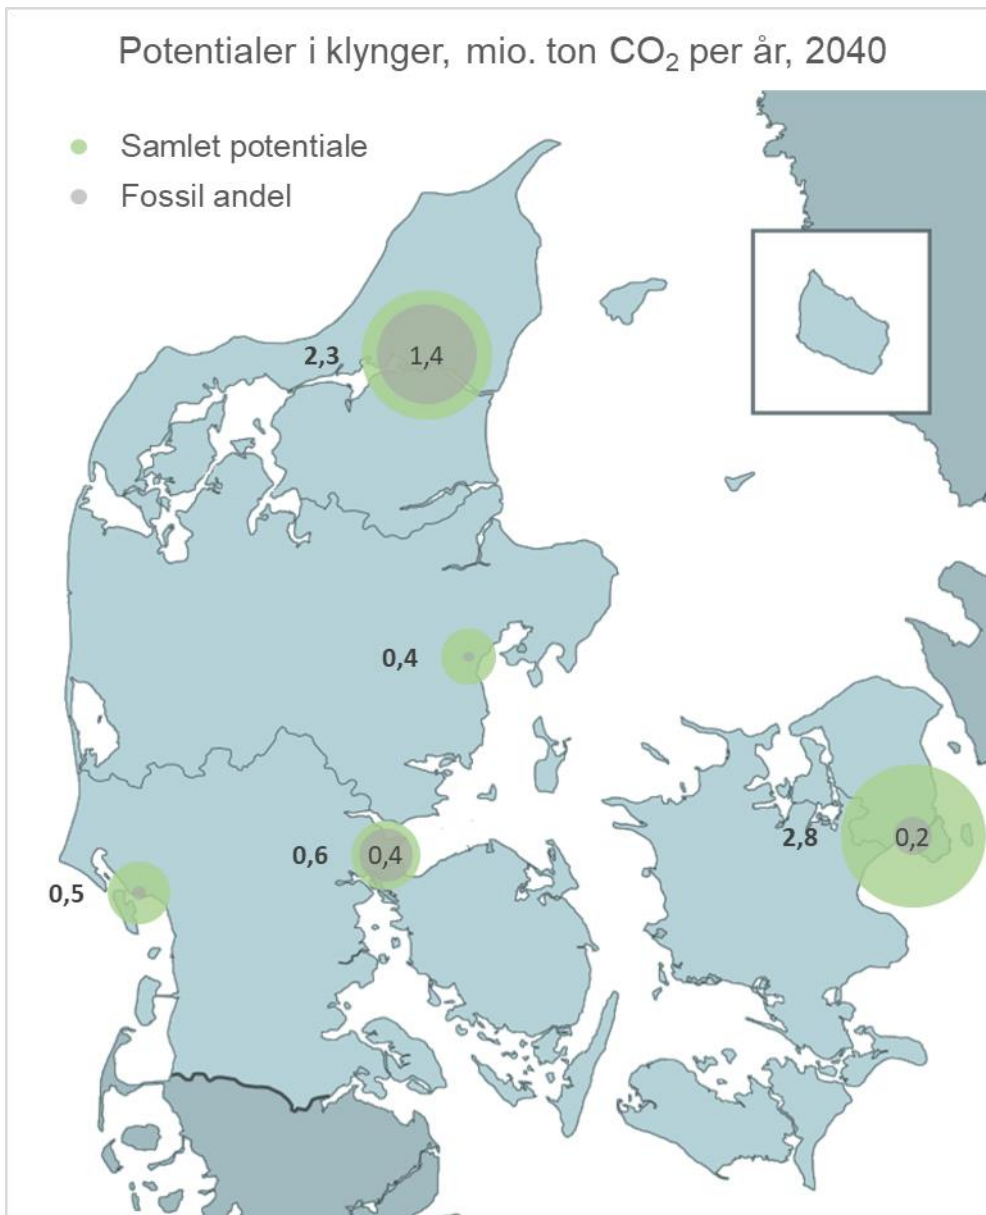 Potentialer i klynger, mio. ton CO₂ per år, 2040
Samlet potentiale
Fossil andel
2,3 1,4
0,4
2,8 0,2
0,6 0,4
0,5